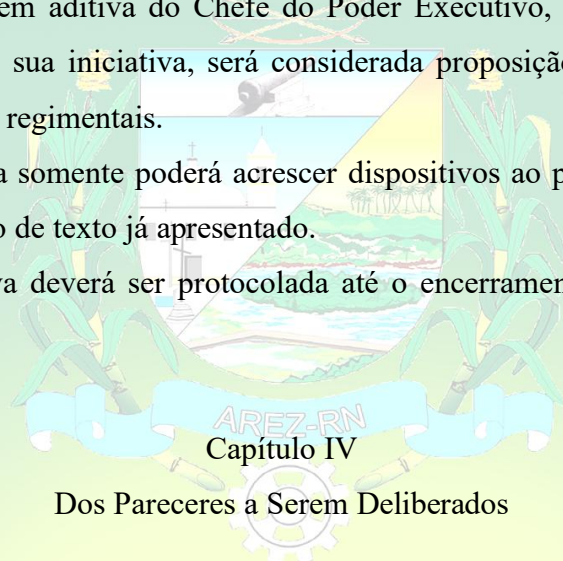 em aditiva do Chefe do Poder Executivo,
sua iniciativa, será considerada proposição
regimentais.
a somente poderá acrescer dispositivos ao p
o de texto já apresentado.
va deverá ser protocolada até o encerramen
AREZ-RN
Capítulo IV
Dos Pareceres a Serem Deliberados